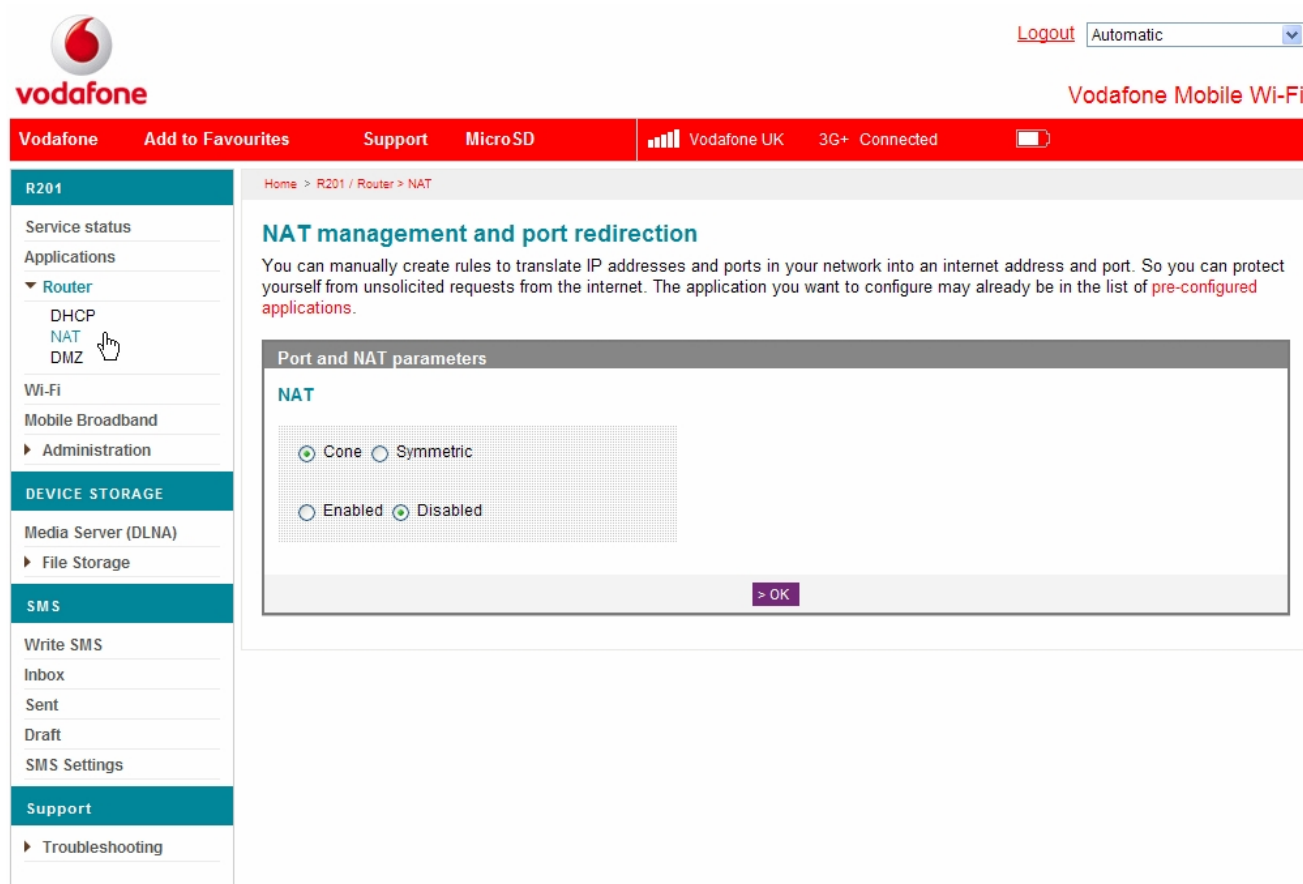 Logout Automatic
vodafone
Vodafone Mobile Wi-Fi
Vodafone Add to Favourites Support MicroSD Vodafone UK 3G+ Connected
R201
Home > R201 / Router > NAT
Service status
Applications
Router
DHCP
NAT
DMZ
Wi-Fi
Mobile Broadband
Administration
DEVICE STORAGE
Media Server (DLNA)
File Storage
SMS
Write SMS
Inbox
Sent
Draft
SMS Settings
Support
Troubleshooting
NAT management and port redirection
You can manually create rules to translate IP addresses and ports in your network into an internet address and port. So you can protect
yourself from unsolicited requests from the internet. The application you want to configure may already be in the list of pre-configured
applications.
Port and NAT parameters
NAT
Cone Symmetric
Enabled Disabled
> OK